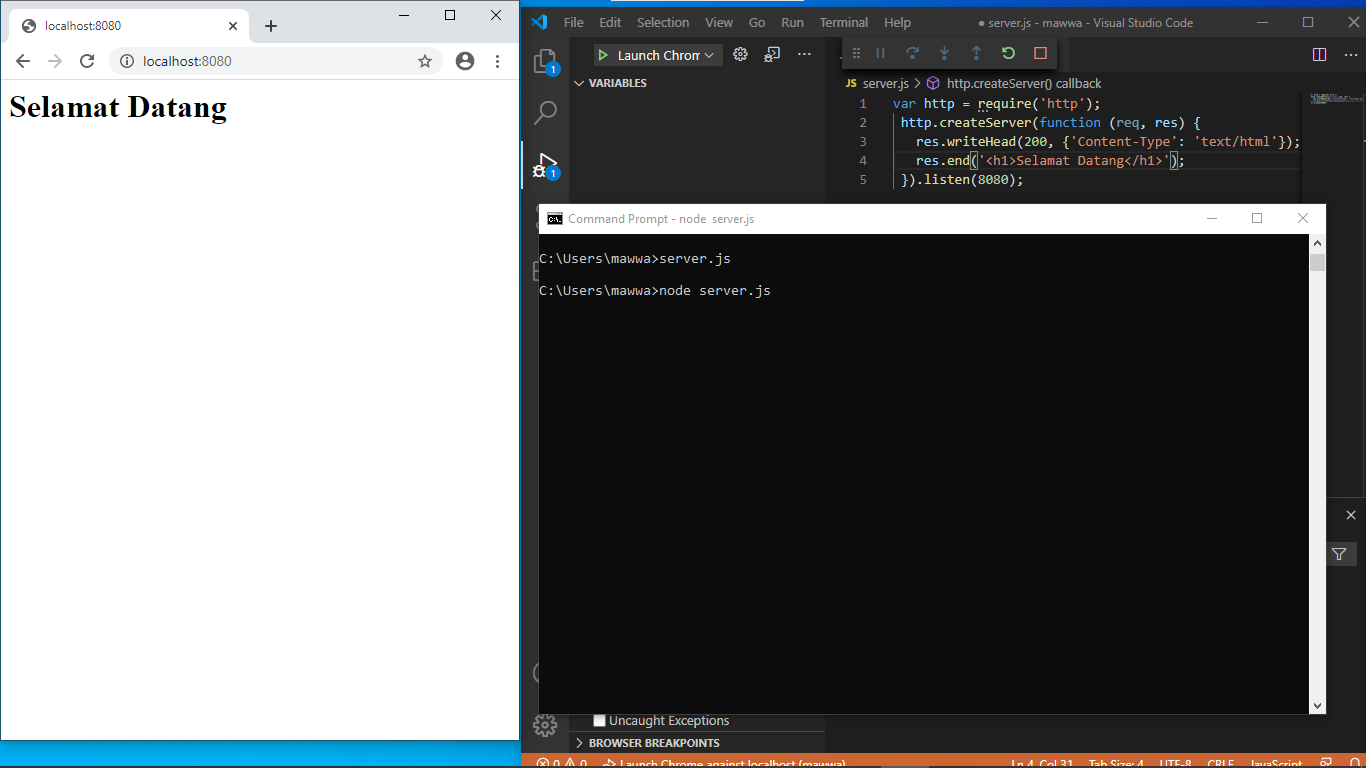 localhost:8080
localhost:8080
Selamat Datang
File Edit Selection View Go Run Terminal Help
● server.js - mawwa - Visual Studio Code
1
Launch Chrom
VARIABLES
1
JS server.js > http.createServer() callback
1 var http = require('http');
2 http.createServer(function (req, res) {
3 res.writeHead(200, {'Content-Type': 'text/html'});
4 res.end('<h1>Selamat Datang</h1>');
5 }).listen(8080);
Command Prompt - node server.js
C:\Users\mawwa>server.js
C:\Users\mawwa>node server.js
Uncaught Exceptions
BROWSER BREAKPOINTS
0 0 Launch Chrome against localhost (mawwa) Ln 4, Col 31 Tab Size: 4 UTF-8 CRLF JavaScript